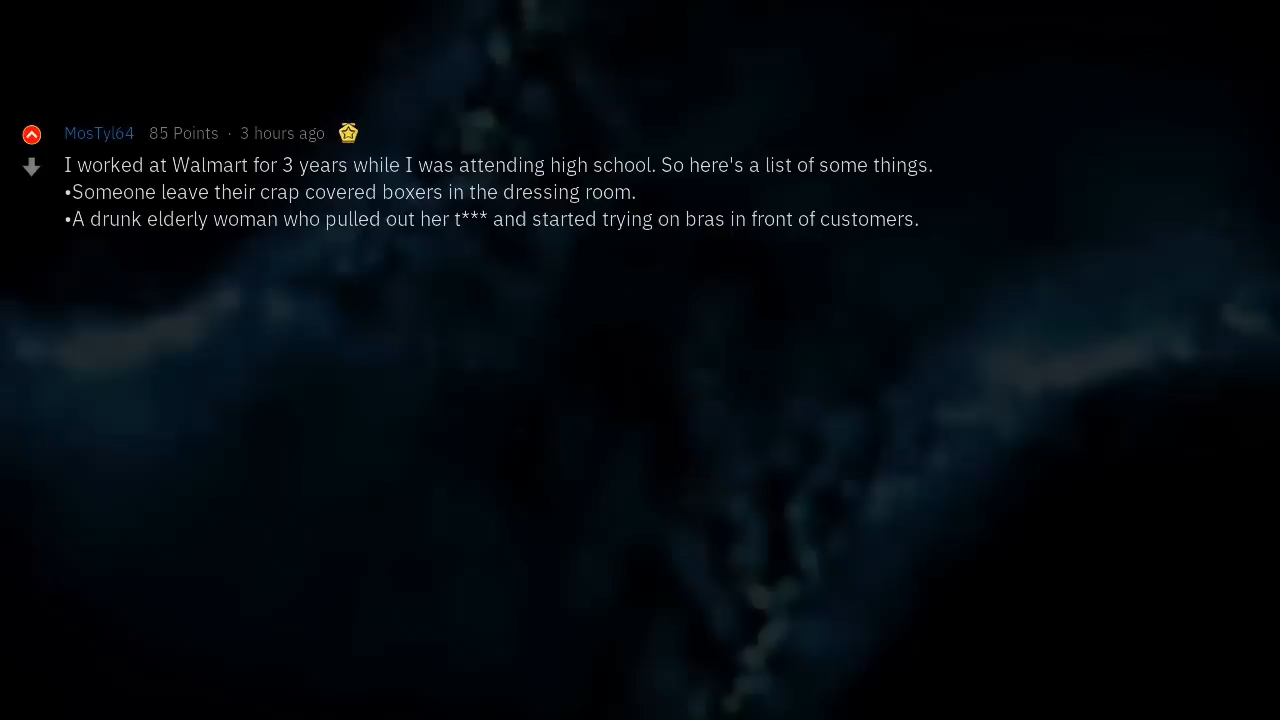 MosTyl64 85 Points · 3 hours ago
I worked at Walmart for 3 years while I was attending high school. So here's a list of some things.
•Someone leave their crap covered boxers in the dressing room.
•A drunk elderly woman who pulled out her t*** and started trying on bras in front of customers.